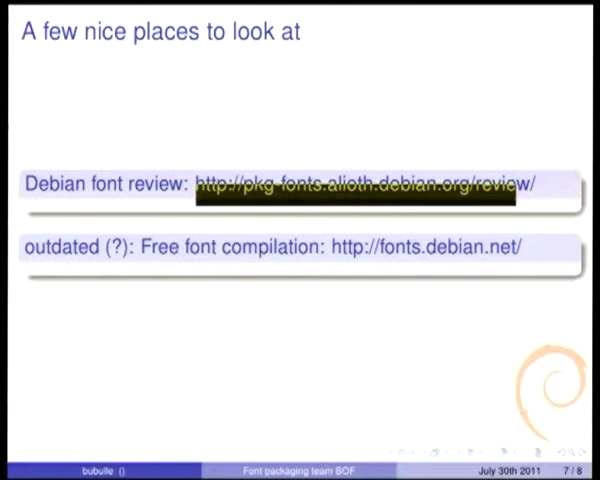 A few nice places to look at
Debian font review: http://pkg-fonts.alioth.debian.org/review/
outdated (?): Free font compilation: http://fonts.debian.net/
bubulle () Font packaging team BOF July 30th 2011 7 / 8